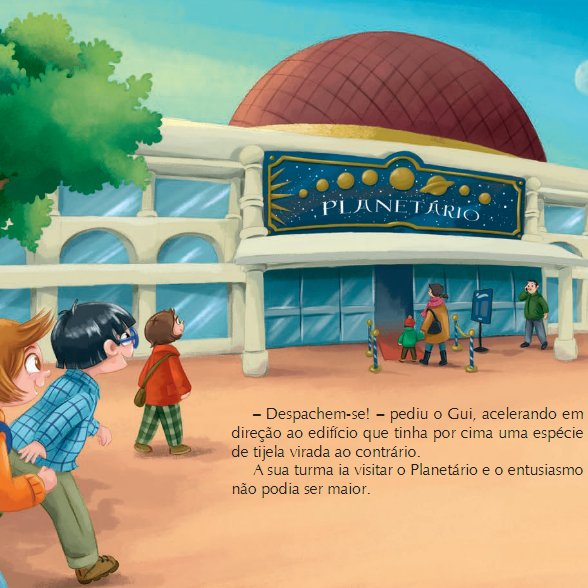 PLANETÁRIO
– Despachem-se! – pediu o Gui, acelerando em
direção ao edifício que tinha por cima uma espécie
de tijela virada ao contrário.
A sua turma ia visitar o Planetário e o entusiasmo
não podia ser maior.